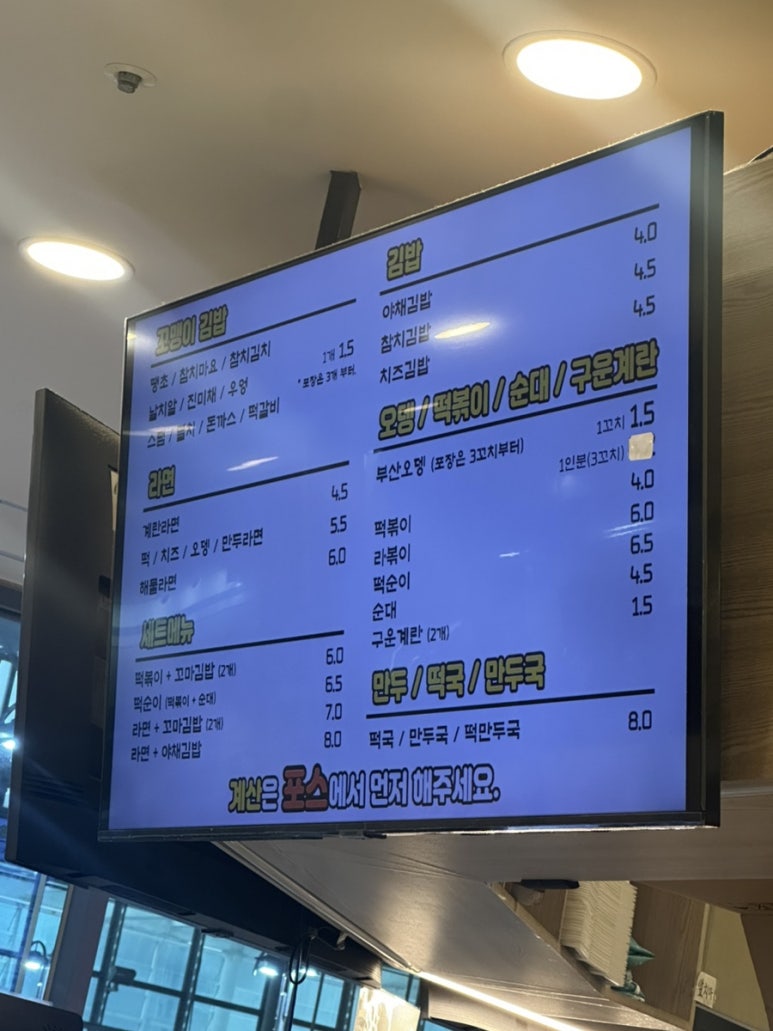 꼬맹이 김밥
땡초 / 참치마요 / 참치김치 1개 1.5
날치알 / 진미채 / 우엉 * 포장은 3개 부터.
스팸 / 멸치 / 돈까스 / 떡갈비
라면
계란라면 4.5
떡 / 치즈 / 오뎅 / 만두라면 5.5
해물라면 6.0
세트메뉴
떡볶이 + 꼬마김밥 (2개) 6.0
떡순이 (떡볶이 + 순대) 6.5
라면 + 꼬마김밥 (2개) 7.0
라면 + 야채김밥 8.0
김밥
야채김밥 4.0
참치김밥 4.5
치즈김밥 4.5
오뎅 / 떡볶이 / 순대 / 구운계란
부산오뎅 (포장은 3꼬치부터) 1꼬치 1.5
1인분(3꼬치)
떡볶이 4.0
라볶이 6.0
떡순이 6.5
순대 4.5
구운계란 (2개) 1.5
만두 / 떡국 / 만두국
떡국 / 만두국 / 떡만두국 8.0
계산은 포스에서 먼저 해주세요.